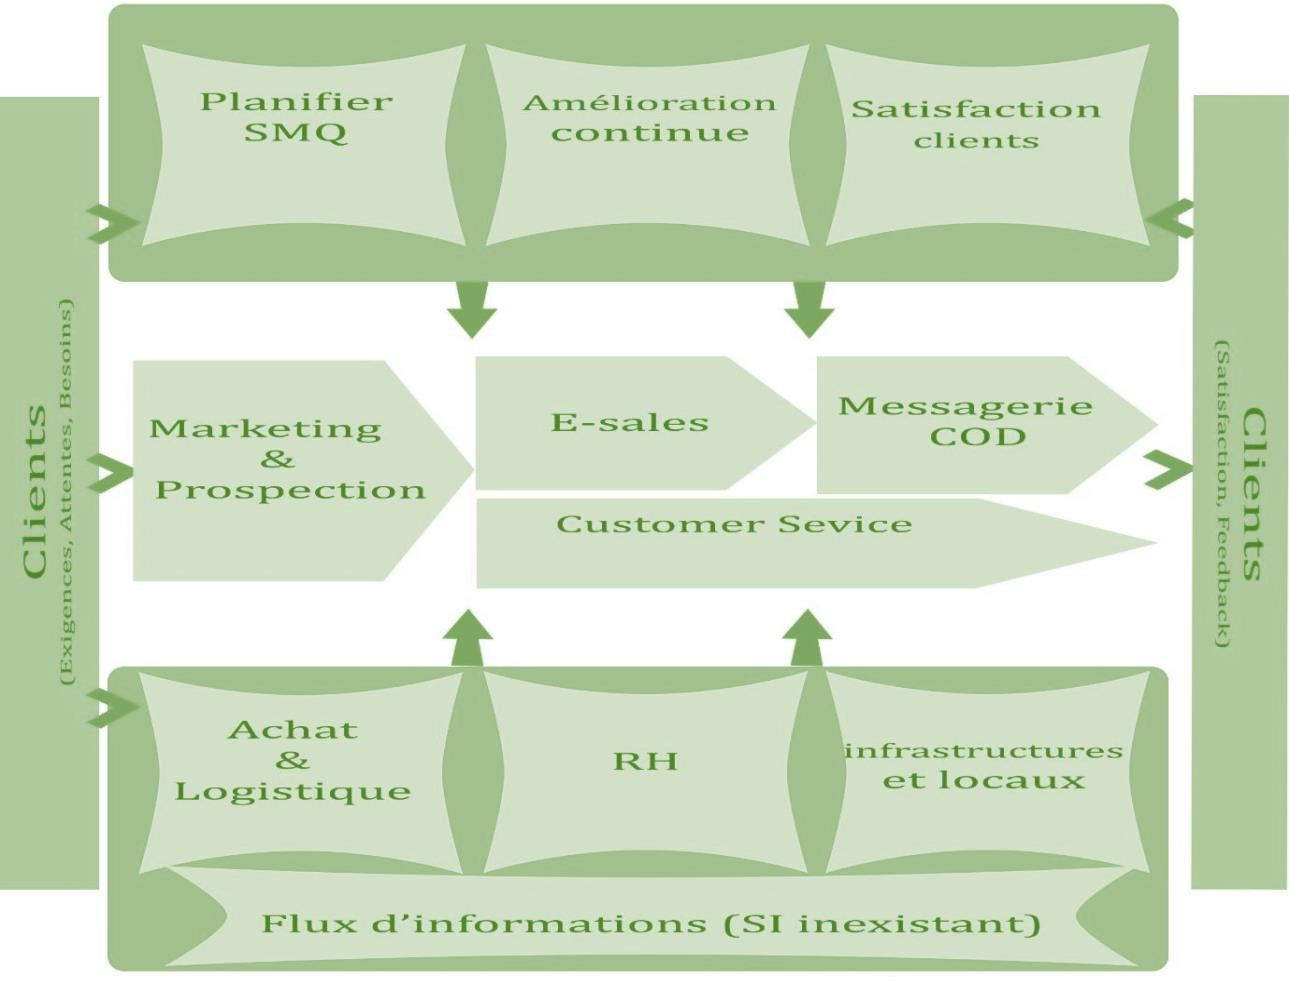 Planifier
SMQ
Amélioration
continue
Satisfaction
clients
Clients
(Exigences, Attentes, Besoins)
Marketing
&
Prospection
E-sales
Messagerie
COD
Customer Sevice
Clients
(Satisfaction, Feedback)
Achat
&
Logistique
RH
infrastructures
et locaux
Flux d’informations (SI inexistant)